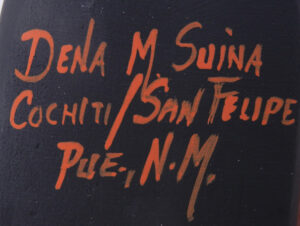 Dena M Suina
Cochiti/San Felipe
Pue., N.M.